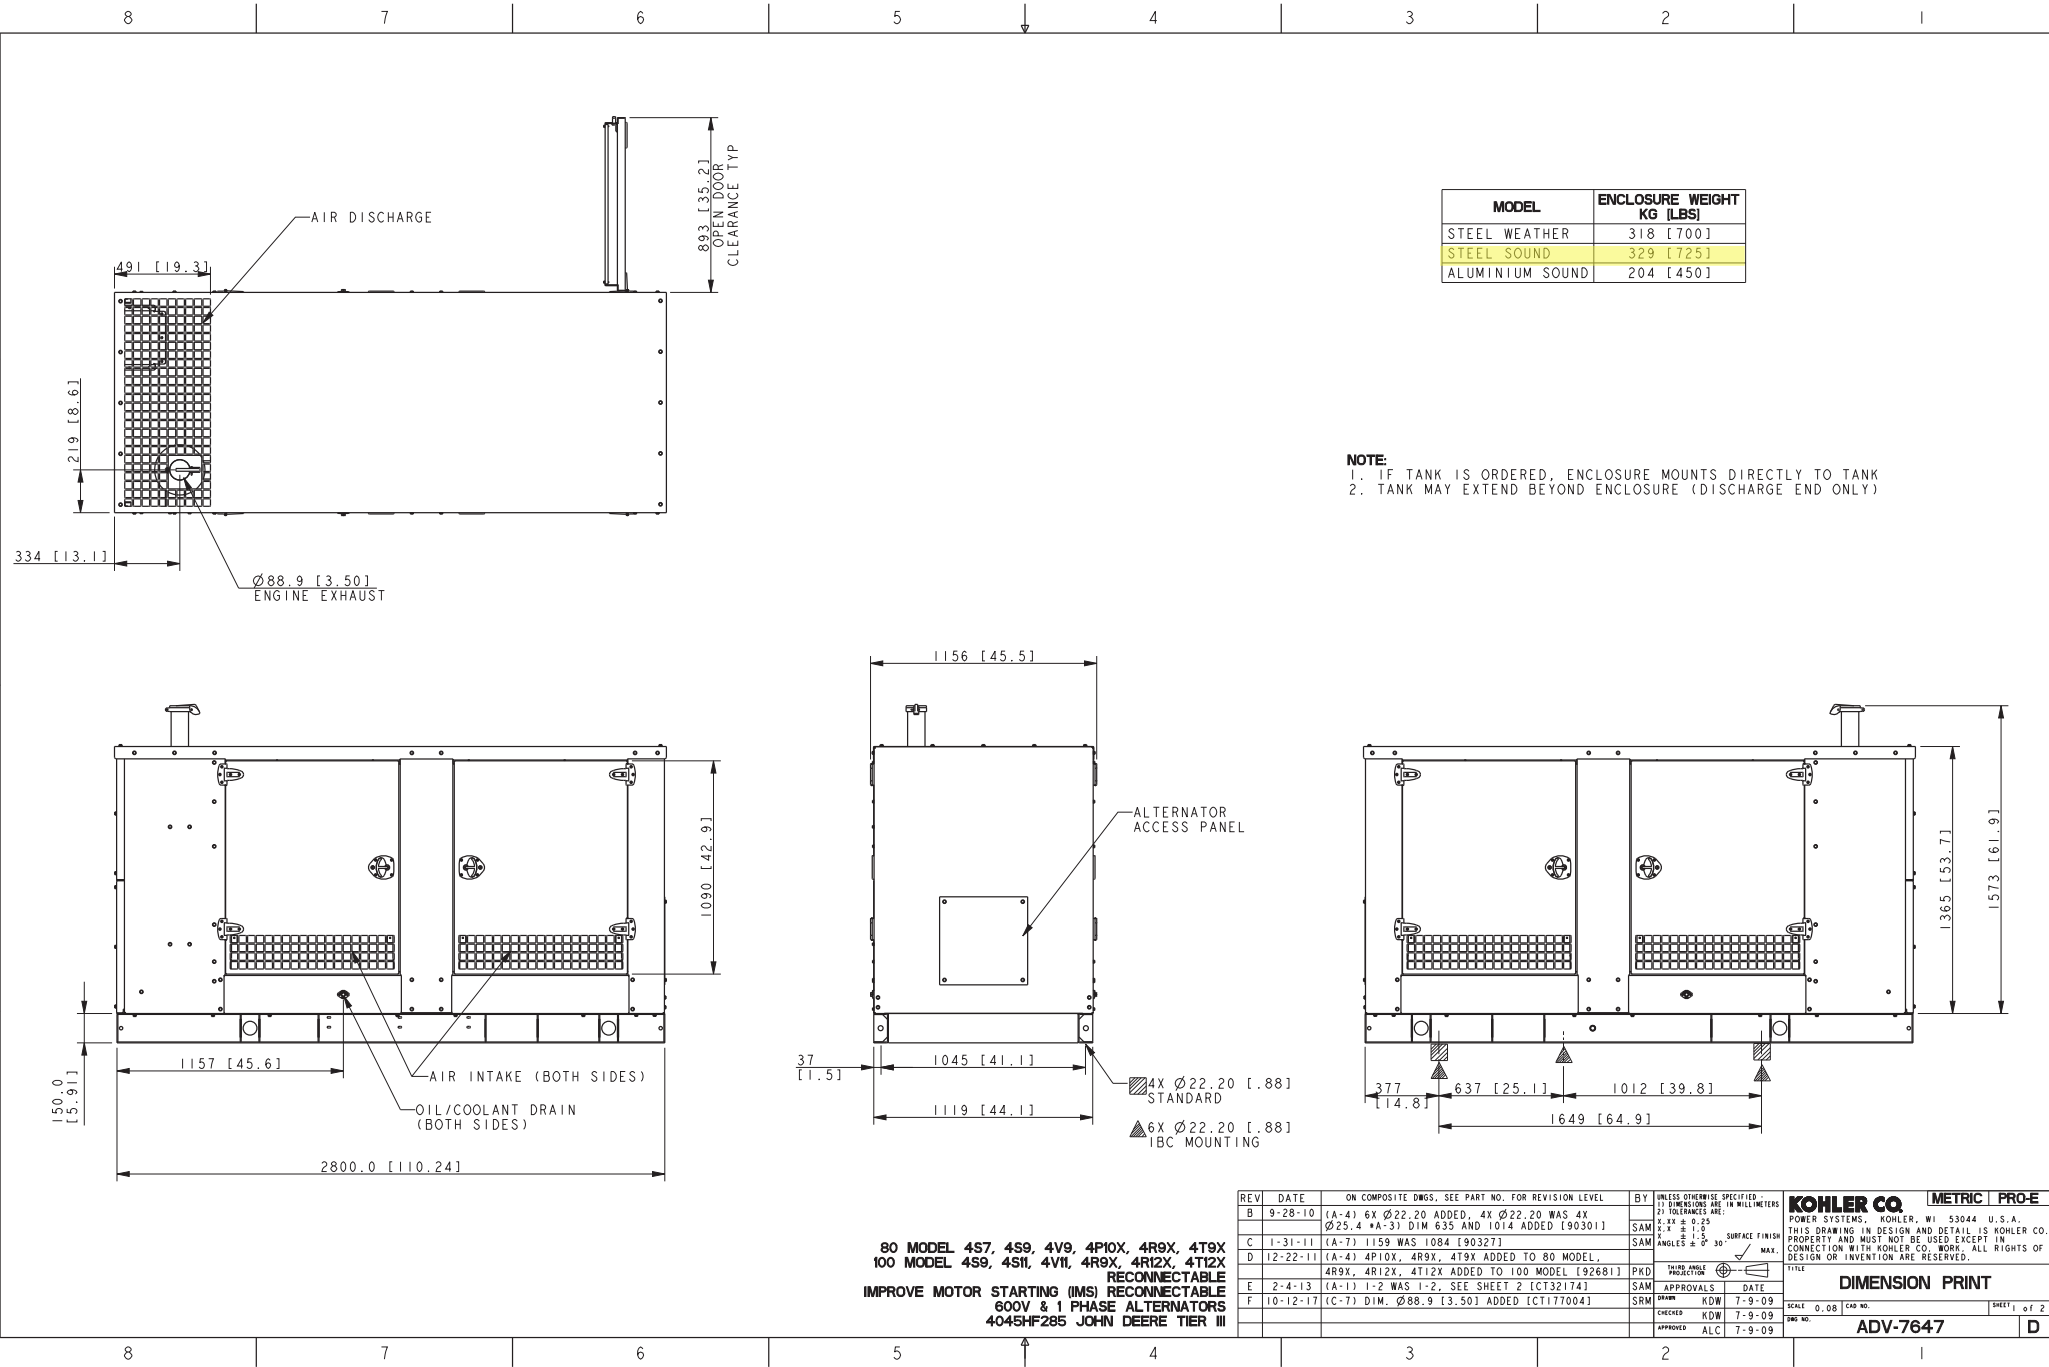 8 7 6 5 4 3 2 1
893 [35.2]
OPEN DOOR
CLEARANCE TYP
AIR DISCHARGE
491 [19.3]
219 [8.6]
334 [13.1]
Ø88.9 [3.50]
ENGINE EXHAUST
MODEL ENCLOSURE WEIGHT
KG [LBS]
STEEL WEATHER 318 [700]
STEEL SOUND 329 [725]
ALUMINIUM SOUND 204 [450]
NOTE:
1. IF TANK IS ORDERED, ENCLOSURE MOUNTS DIRECTLY TO TANK
2. TANK MAY EXTEND BEYOND ENCLOSURE (DISCHARGE END ONLY)
1090 [42.9]
150.0
[5.91]
1157 [45.6]
AIR INTAKE (BOTH SIDES)
OIL/COOLANT DRAIN
(BOTH SIDES)
2800.0 [110.24]
1156 [45.5]
ALTERNATOR
ACCESS PANEL
37
[1.5]
1045 [41.1]
1119 [44.1]
4X Ø22.20 [.88]
STANDARD
6X Ø22.20 [.88]
IBC MOUNTING
1365 [53.7]
1573 [61.9]
377
[14.8]
637 [25.1]
1012 [39.8]
1649 [64.9]
80 MODEL 4S7, 4S9, 4V9, 4P10X, 4R9X, 4T9X
100 MODEL 4S9, 4S11, 4V11, 4R9X, 4R12X, 4T12X
RECONNECTABLE
IMPROVE MOTOR STARTING (IMS) RECONNECTABLE
600V & 1 PHASE ALTERNATORS
4045HF285 JOHN DEERE TIER III
REV DATE ON COMPOSITE DWGS, SEE PART NO. FOR REVISION LEVEL BY
B 9-28-10 (A-4) 6X Ø22.20 ADDED, 4X Ø22.20 WAS 4X
Ø25.4 *A-3) DIM 635 AND 1014 ADDED [90301] SAM
C 1-31-11 (A-7) 1159 WAS 1084 [90327] SAM
D 12-22-11 (A-4) 4P10X, 4R9X, 4T9X ADDED TO 80 MODEL,
4R9X, 4R12X, 4T12X ADDED TO 100 MODEL [92681] PKD
E 2-4-13 (A-1) 1-2 WAS 1-2, SEE SHEET 2 [CT32174] SAM
F 10-12-17 (C-7) DIM. Ø88.9 [3.50] ADDED [CT177004] SRM
UNLESS OTHERWISE SPECIFIED -
1) DIMENSIONS ARE IN MILLIMETERS
2) TOLERANCES ARE:
X.XX ± 0.25
X.X ± 1.0
X ± 1.5
ANGLES ± 0° 30'
SURFACE FINISH
MAX.
THIRD ANGLE
PROJECTION
APPROVALS DATE
DRAWN KDW 7-9-09
CHECKED KDW 7-9-09
APPROVED ALC 7-9-09
KOHLER CO. METRIC PRO-E
POWER SYSTEMS, KOHLER, WI 53044 U.S.A.
THIS DRAWING IN DESIGN AND DETAIL IS KOHLER CO.
PROPERTY AND MUST NOT BE USED EXCEPT IN
CONNECTION WITH KOHLER CO. WORK. ALL RIGHTS OF
DESIGN OR INVENTION ARE RESERVED.
TITLE
DIMENSION PRINT
SCALE 0.08 CAD NO. SHEET 1 of 2
DWG NO. ADV-7647 D
8 7 6 5 4 3 2 1